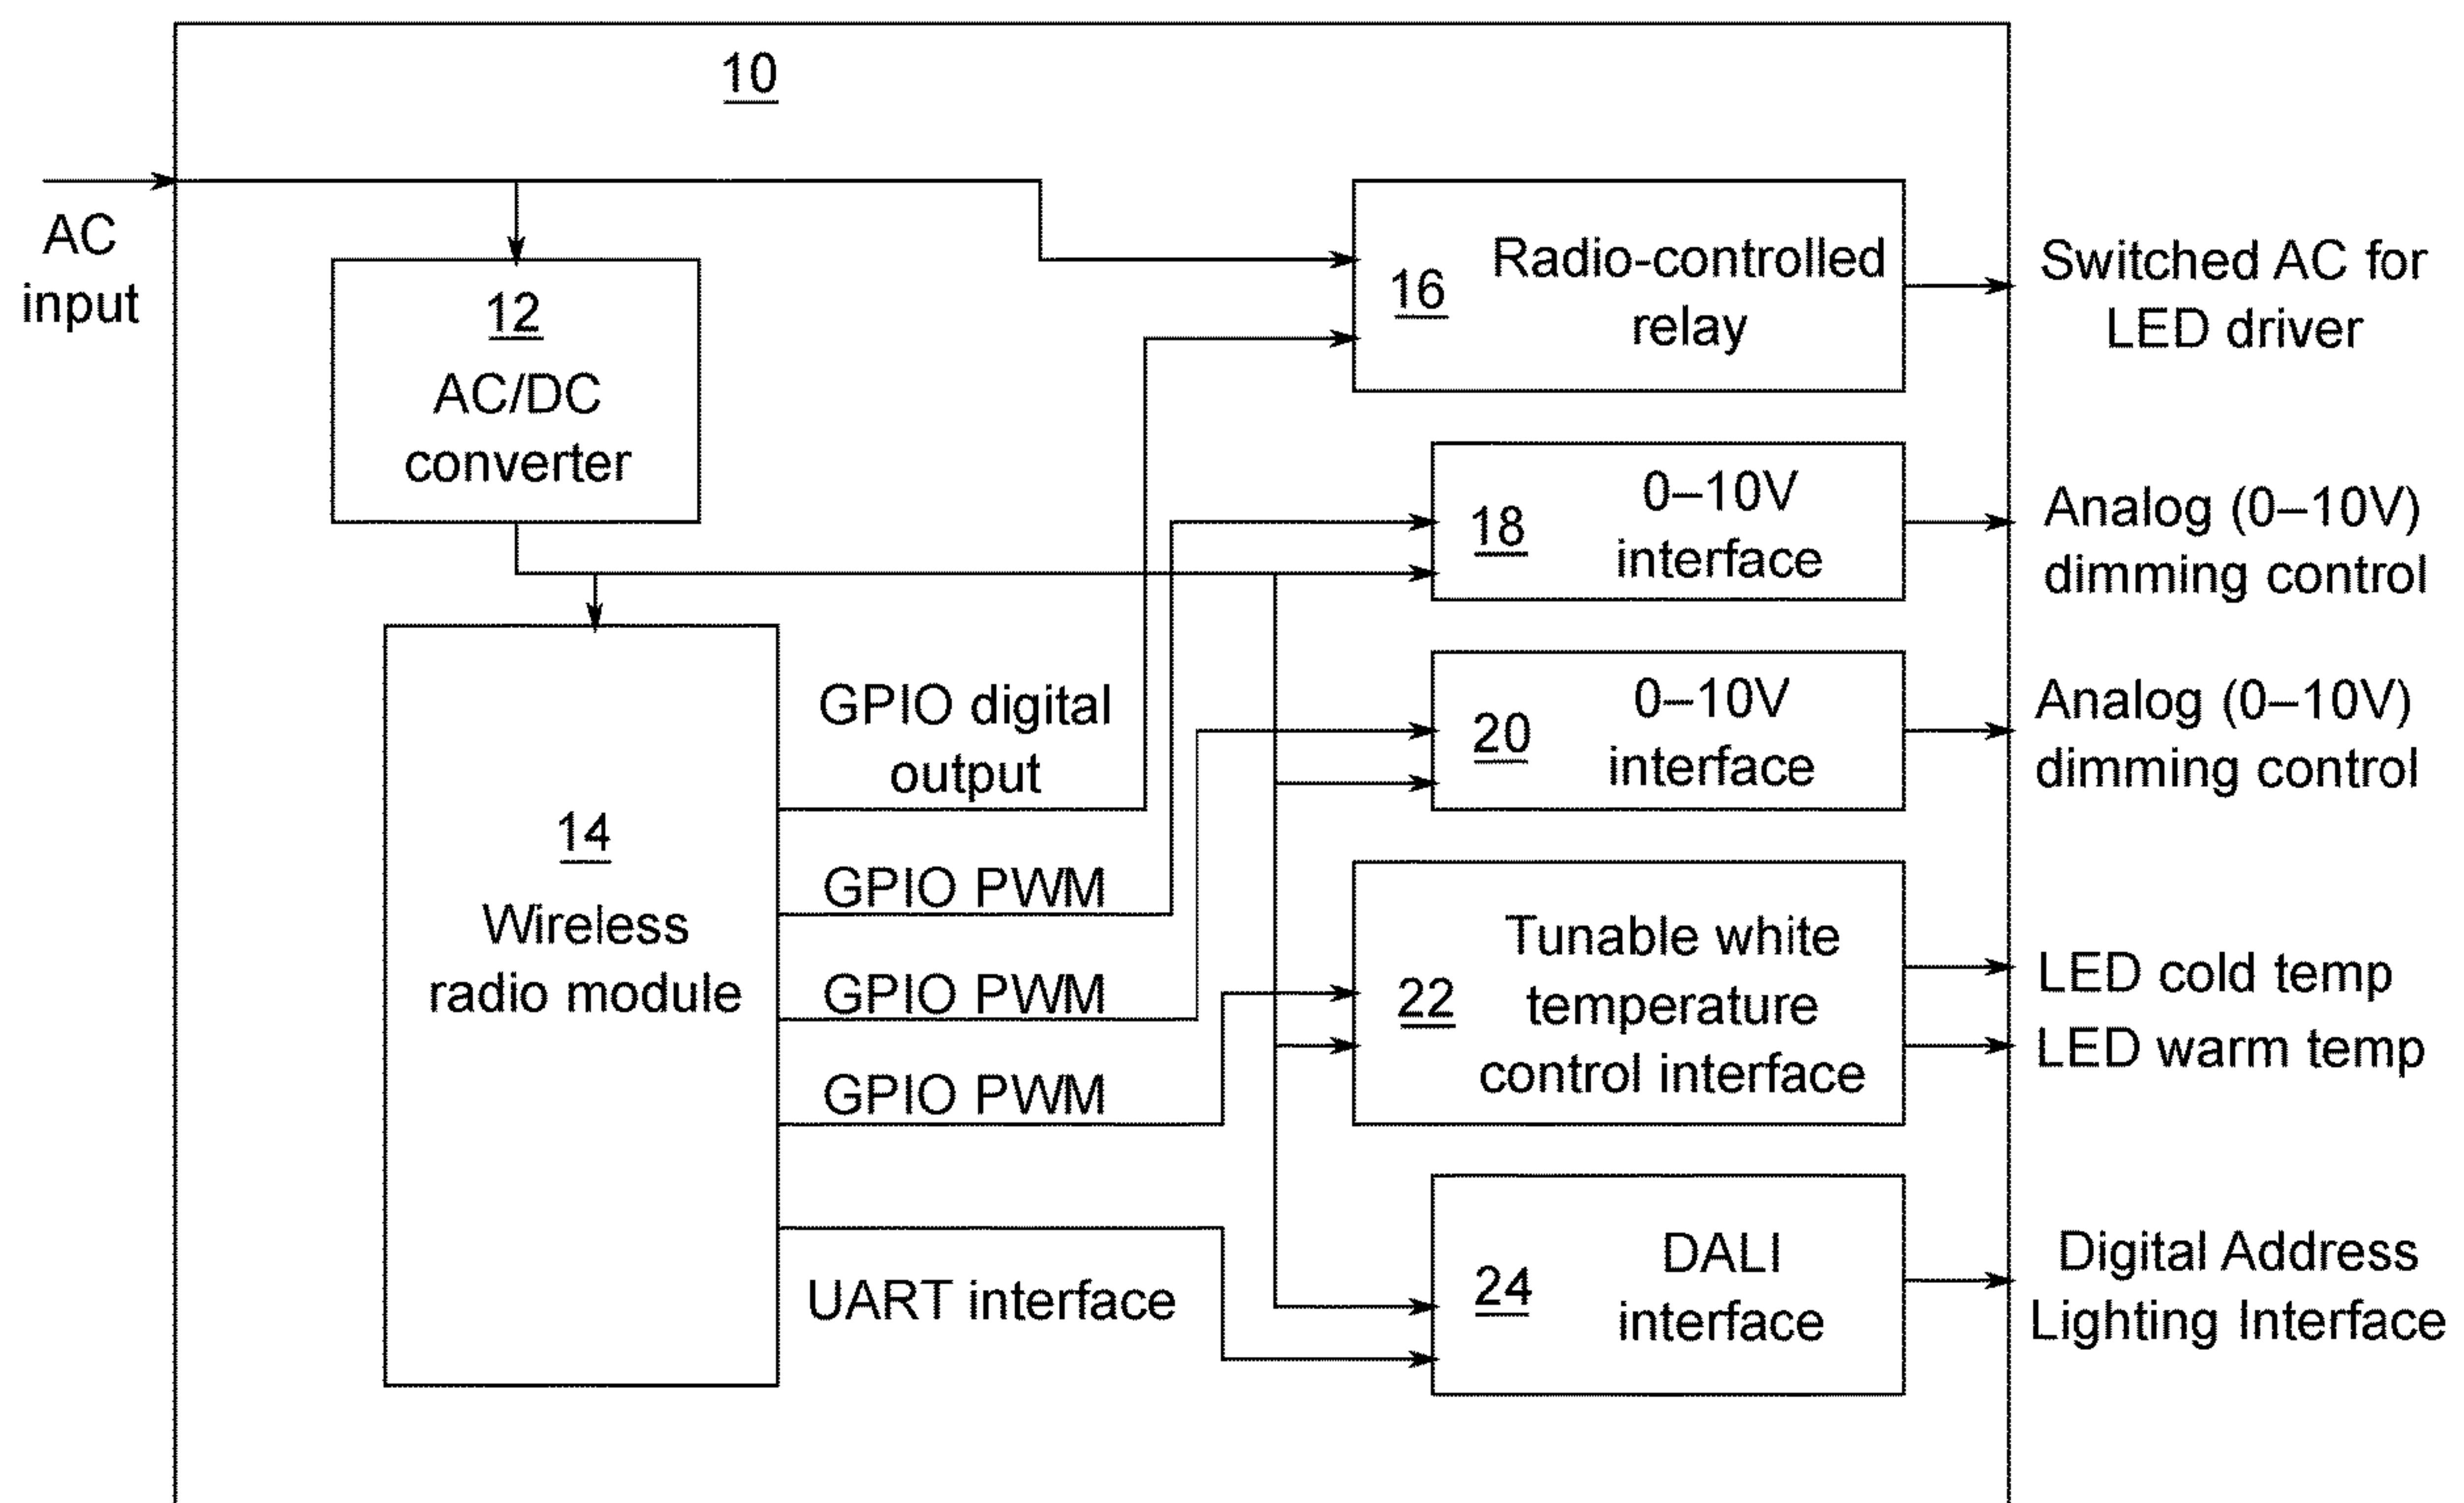 10
AC
input
12
AC/DC
converter
16
Radio-controlled
relay
Switched AC for
LED driver
18
0–10V
interface
Analog (0–10V)
dimming control
14
Wireless
radio module
GPIO digital
output
GPIO PWM
GPIO PWM
GPIO PWM
UART interface
20
0–10V
interface
Analog (0–10V)
dimming control
22
Tunable white
temperature
control interface
LED cold temp
LED warm temp
24
DALI
interface
Digital Address
Lighting Interface